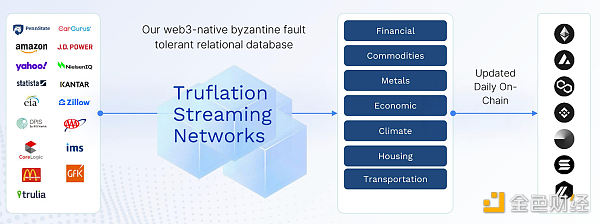 PennState
CarGurus
amazon
J.D. POWER
yahoo!
NielsenIQ
statista
KANTAR
eia
Zillow
OPIS
AAA
CoreLogic
ims
GFK
trulia
Our web3-native byzantine fault
tolerant relational database
Truflation
Streaming
Networks
Financial
Commodities
Metals
Economic
Climate
Housing
Transportation
Updated
Daily On-
Chain
金色财经